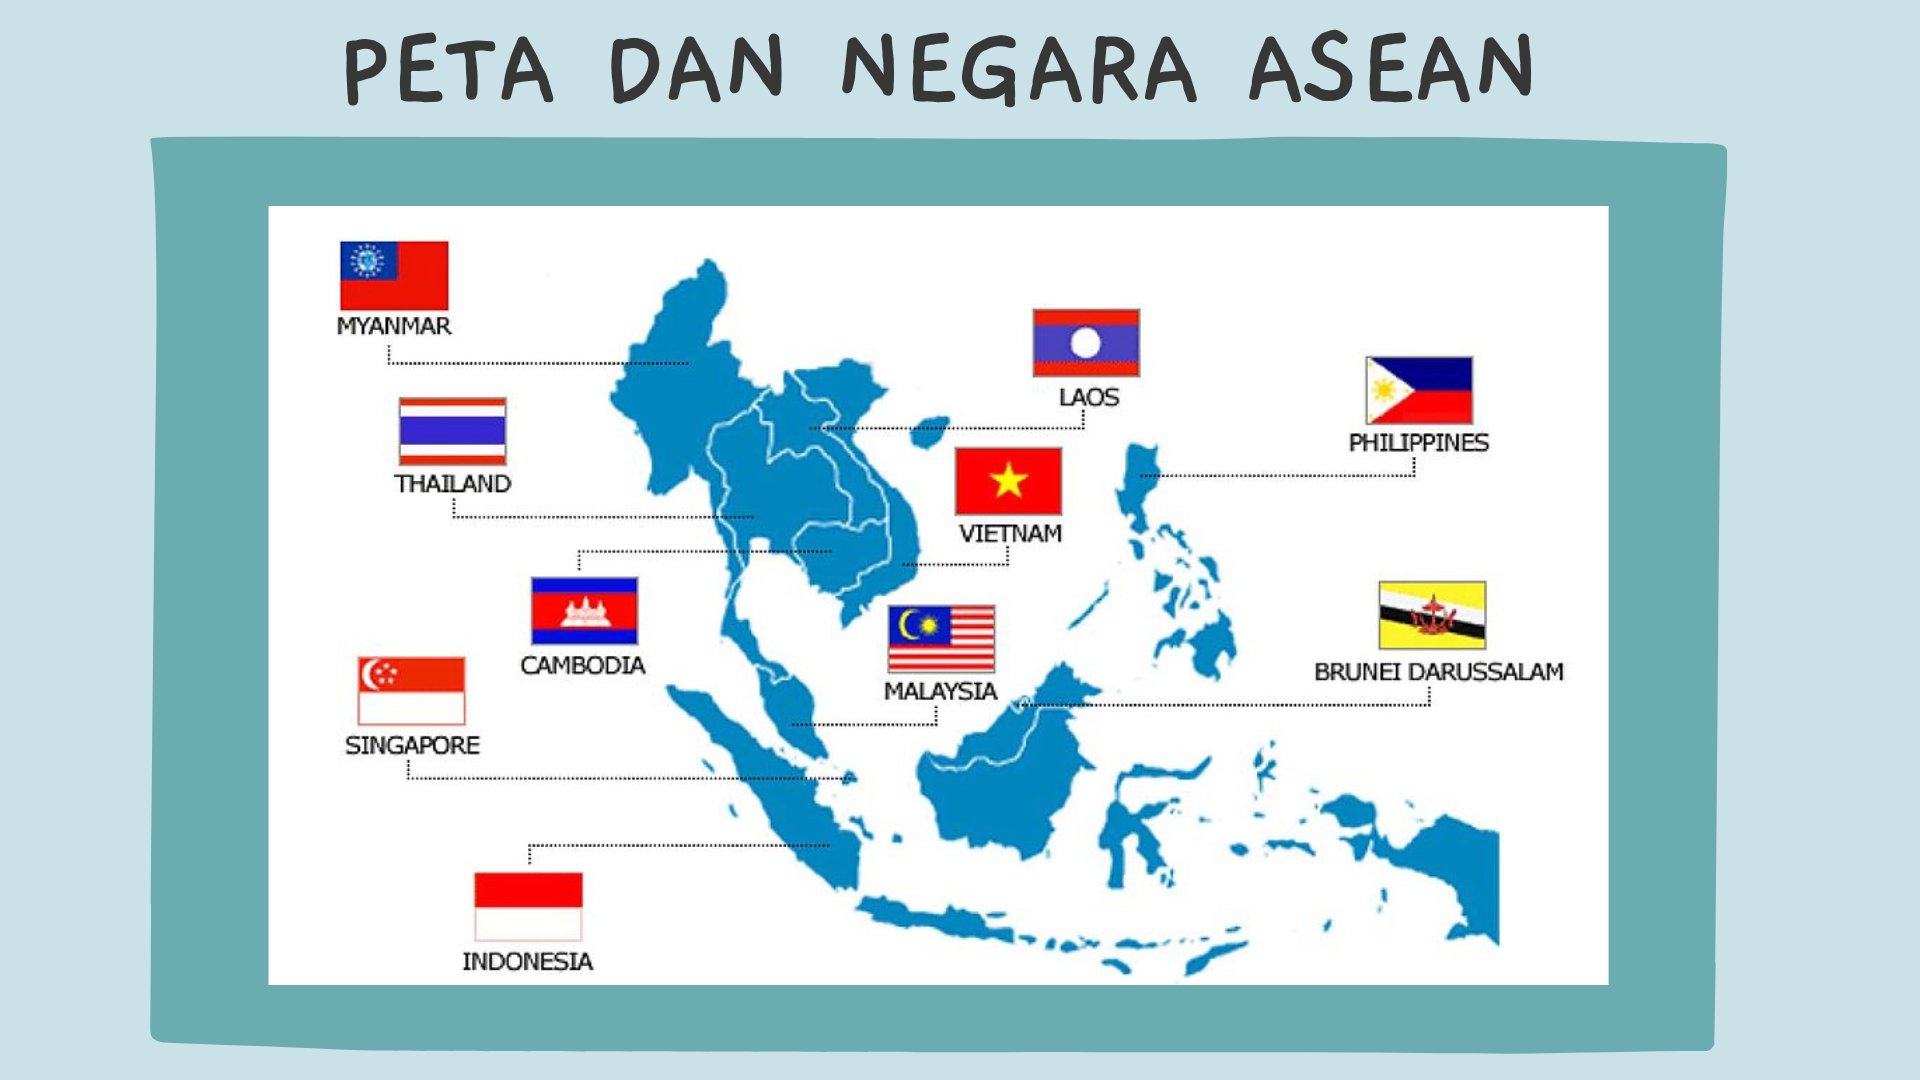 PETA DAN NEGARA ASEAN
MYANMAR
LAOS
PHILIPPINES
THAILAND
VIETNAM
CAMBODIA
BRUNEI DARUSSALAM
MALAYSIA
SINGAPORE
INDONESIA